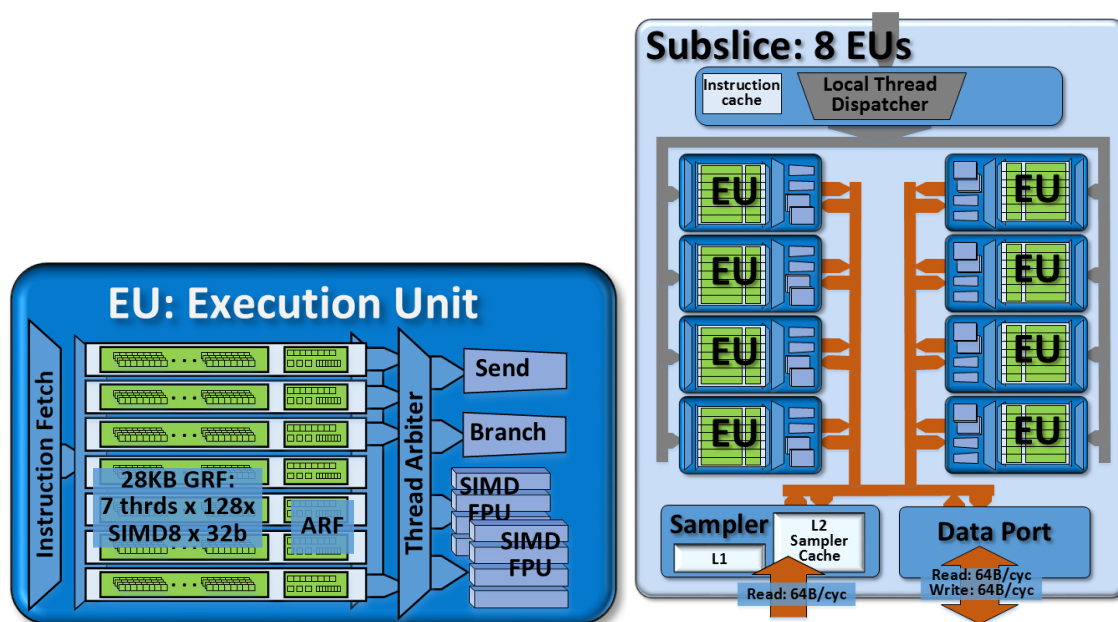 EU: Execution Unit
Instruction Fetch
28KB GRF:
7 thrds x 128x
SIMD8 x 32b
ARF
Thread Arbiter
Send
Branch
SIMD
FPU
SIMD
FPU
Subslice: 8 EUs
Instruction
cache
Local Thread
Dispatcher
EU
EU
EU
EU
EU
EU
EU
EU
Sampler
L1
L2
Sampler
Cache
Read: 64B/cyc
Data Port
Read: 64B/cyc
Write: 64B/cyc